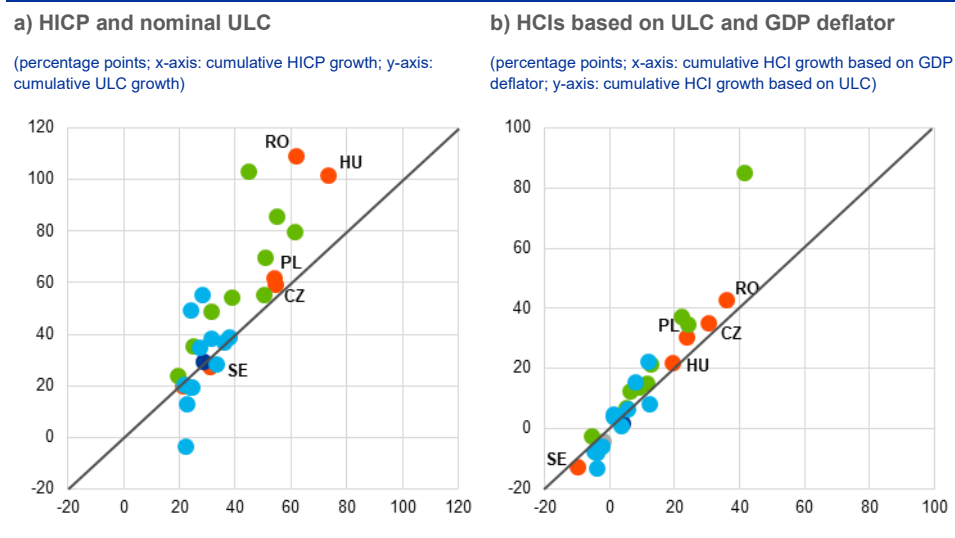 a) HICP and nominal ULC
(percentage points; x-axis: cumulative HICP growth; y-axis:
cumulative ULC growth)
120
100
80
60
40
20
0
-20
-20 0 20 40 60 80 100 120
RO
HU
PL
CZ
SE
b) HCIs based on ULC and GDP deflator
(percentage points; x-axis: cumulative HCI growth based on GDP
deflator; y-axis: cumulative HCI growth based on ULC)
100
80
60
40
20
0
-20
-20 0 20 40 60 80 100
RO
PL
CZ
HU
SE